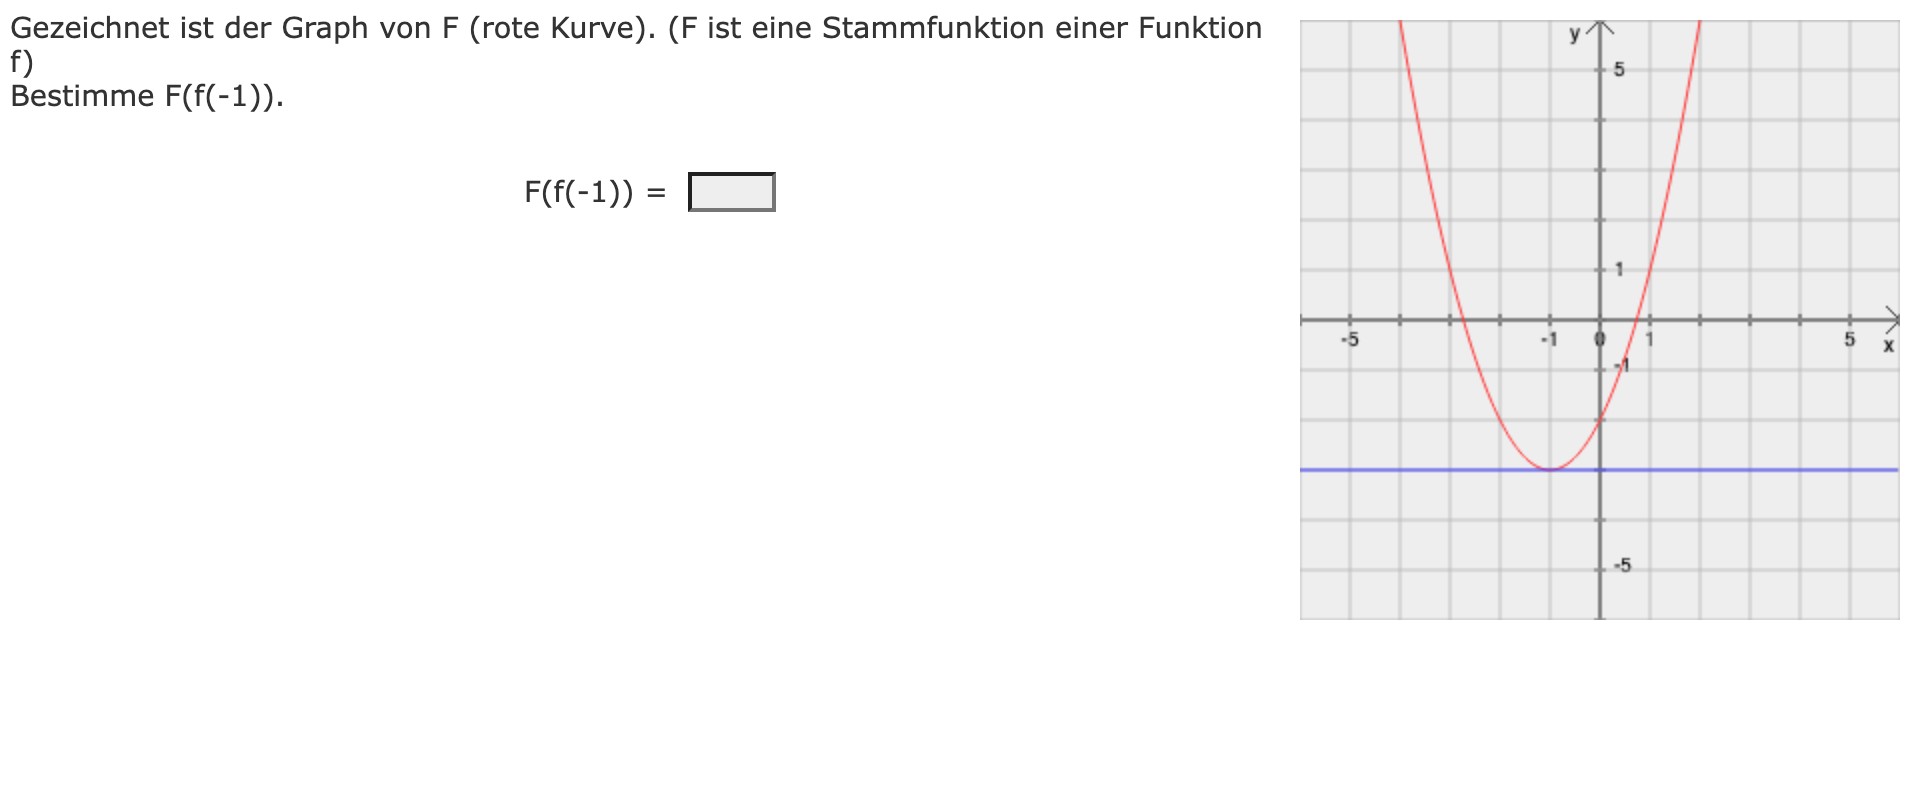 Gezeichnet ist der Graph von F (rote Kurve). (F ist eine Stammfunktion einer Funktion
f)
Bestimme F(f(-1)).
F(f(-1)) =
y
5
1
-5 -1 0 1 5 x
-1
-5